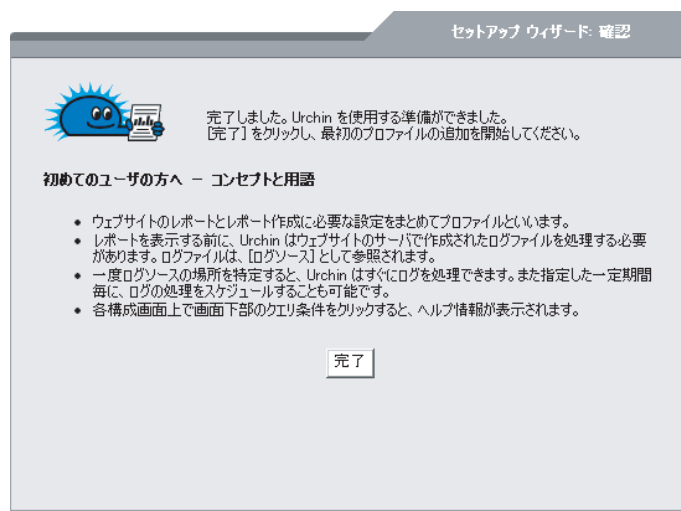 セットアップ ウィザード: 確認
完了しました。Urchin を使用する準備ができました。
[完了] をクリックし、最初のプロファイルの追加を開始してください。
初めてのユーザの方へ － コンセプトと用語
• ウェブサイトのレポートとレポート作成に必要な設定をまとめてプロファイルといいます。
• レポートを表示する前に、Urchin はウェブサイトのサーバで作成されたログファイルを処理する必要
があります。ログファイルは、[ログソース] として参照されます。
• 一度ログソースの場所を特定すると、Urchin はすぐにログを処理できます。また指定した一定期間
毎に、ログの処理をスケジュールすることも可能です。
• 各構成画面上で画面下部のクエリ条件をクリックすると、ヘルプ情報が表示されます。
完了